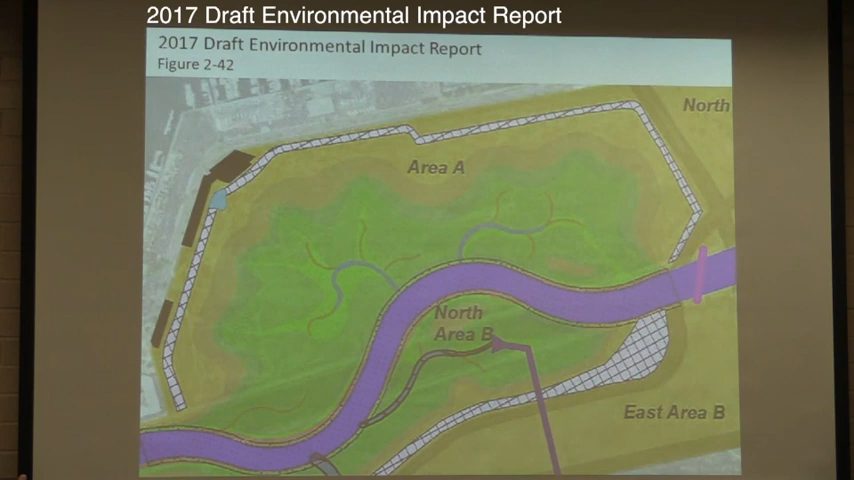 2017 Draft Environmental Impact Report
2017 Draft Environmental Impact Report
Figure 2-42
North
Area A
North
Area B
East Area B